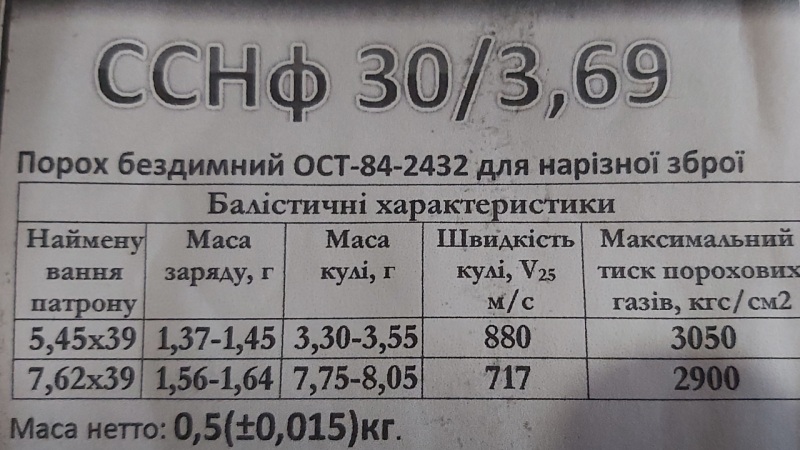 ССНф 30/3,69
Порох бездимний ОСТ-84-2432 для нарізної зброї
Балістичні характеристики
Наймену Маса Маса Швидкість Максимальний
вання заряду, г кулі, г кулі, V25 тиск порохових
патрону м/с газів, кгс/см2
5,45х39 1,37-1,45 3,30-3,55 880 3050
7,62х39 1,56-1,64 7,75-8,05 717 2900
Маса нетто: 0,5(±0,015)кг.